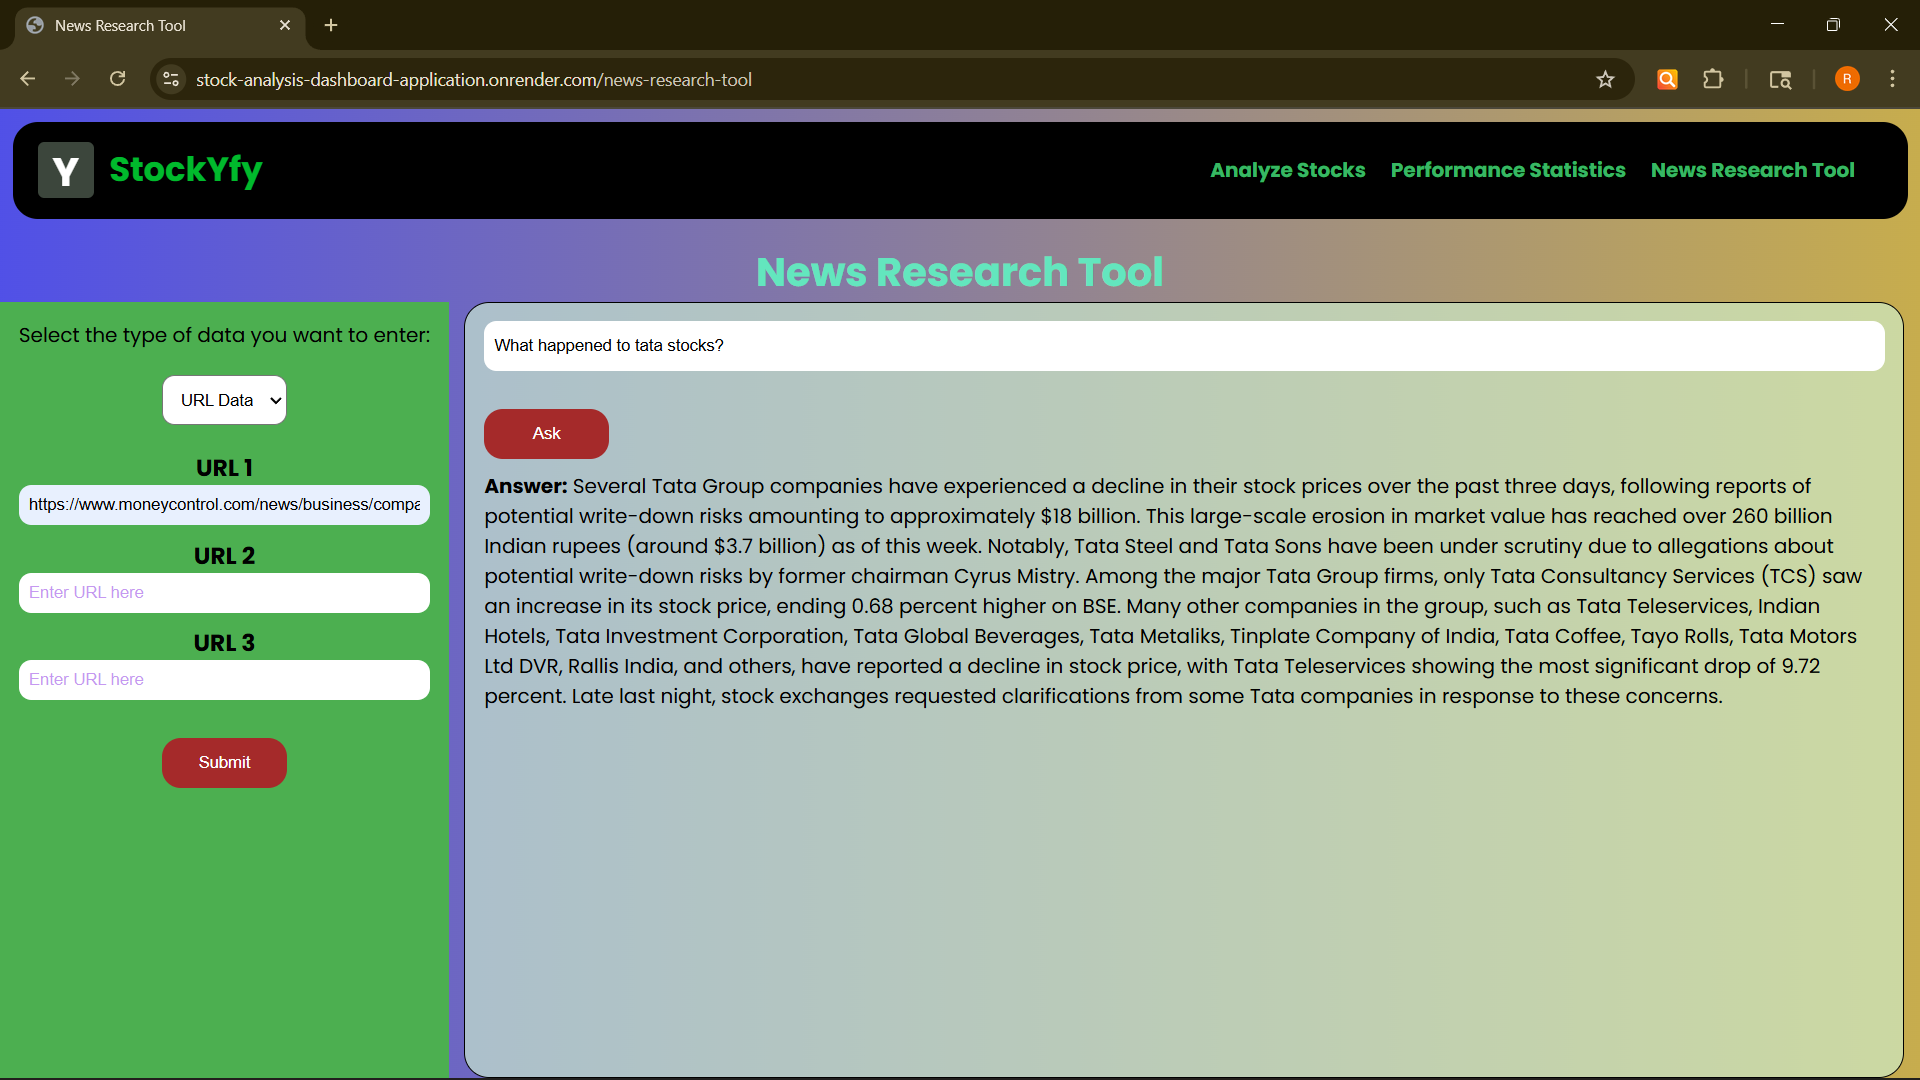 News Research Tool
stock-analysis-dashboard-application.onrender.com/news-research-tool
R
Y
StockYfy
Analyze Stocks
Performance Statistics
News Research Tool
News Research Tool
Select the type of data you want to enter:
URL Data
URL 1
https://www.moneycontrol.com/news/business/compa
URL 2
Enter URL here
URL 3
Enter URL here
Submit
What happened to tata stocks?
Ask
Answer: Several Tata Group companies have experienced a decline in their stock prices over the past three days, following reports of
potential write-down risks amounting to approximately $18 billion. This large-scale erosion in market value has reached over 260 billion
Indian rupees (around $3.7 billion) as of this week. Notably, Tata Steel and Tata Sons have been under scrutiny due to allegations about
potential write-down risks by former chairman Cyrus Mistry. Among the major Tata Group firms, only Tata Consultancy Services (TCS) saw
an increase in its stock price, ending 0.68 percent higher on BSE. Many other companies in the group, such as Tata Teleservices, Indian
Hotels, Tata Investment Corporation, Tata Global Beverages, Tata Metaliks, Tinplate Company of India, Tata Coffee, Tayo Rolls, Tata Motors
Ltd DVR, Rallis India, and others, have reported a decline in stock price, with Tata Teleservices showing the most significant drop of 9.72
percent. Late last night, stock exchanges requested clarifications from some Tata companies in response to these concerns.